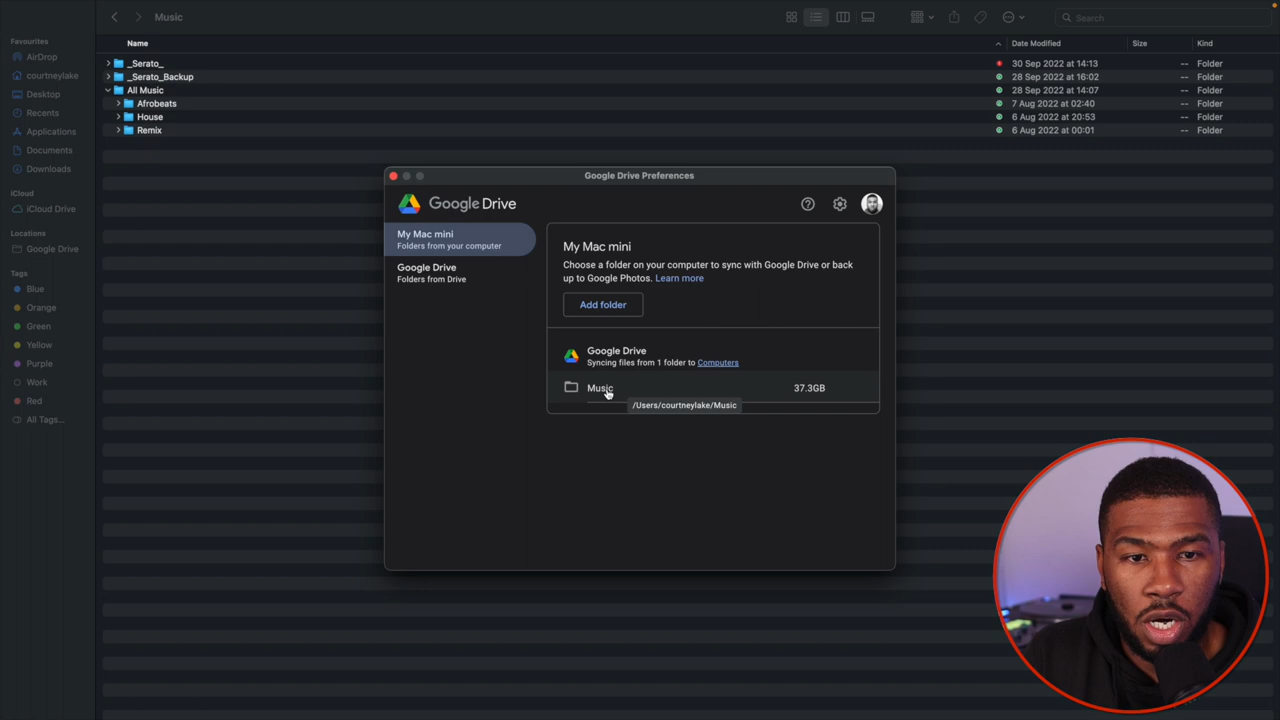 Music
Search
Favourites
AirDrop
courtneylake
Desktop
Recents
Applications
Documents
Downloads
iCloud
iCloud Drive
Locations
Google Drive
Tags
Blue
Orange
Green
Yellow
Purple
Work
Red
All Tags...
Name Date Modified Size Kind
_Serato_ 30 Sep 2022 at 14:13 -- Folder
_Serato_Backup 28 Sep 2022 at 16:02 -- Folder
All Music 28 Sep 2022 at 14:07 -- Folder
Afrobeats 7 Aug 2022 at 02:40 -- Folder
House 6 Aug 2022 at 20:53 -- Folder
Remix 6 Aug 2022 at 00:01 -- Folder
Google Drive Preferences
Google Drive
My Mac mini
Folders from your computer
Google Drive
Folders from Drive
My Mac mini
Choose a folder on your computer to sync with Google Drive or back
up to Google Photos. Learn more
Add folder
Google Drive
Syncing files from 1 folder to Computers
Music 37.3GB
/Users/courtneylake/Music